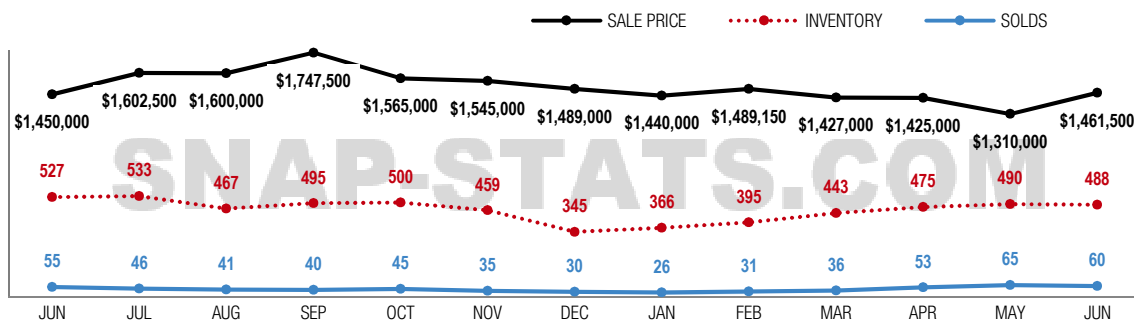 SALE PRICE INVENTORY SOLDS
$1,450,000 $1,602,500 $1,600,000 $1,747,500 $1,565,000 $1,545,000 $1,489,000 $1,440,000 $1,489,150 $1,427,000 $1,425,000 $1,310,000 $1,461,500
SNAP-STATS.COM
527 533 467 495 500 459 345 366 395 443 475 490 488
55 46 41 40 45 35 30 26 31 36 53 65 60
JUN JUL AUG SEP OCT NOV DEC JAN FEB MAR APR MAY JUN